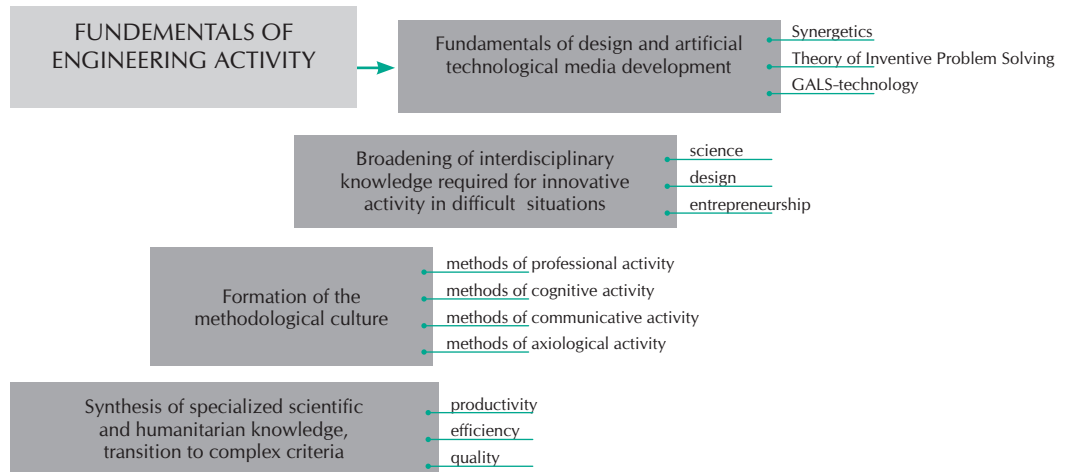 FUNDEMENTALS OF
ENGINEERING ACTIVITY
Fundamentals of design and artificial
technological media development
Synergetics
Theory of Inventive Problem Solving
GALS-technology
Broadening of interdisciplinary
knowledge required for innovative
activity in difficult situations
science
design
entrepreneurship
Formation of the
methodological culture
methods of professional activity
methods of cognitive activity
methods of communicative activity
methods of axiological activity
Synthesis of specialized scientific
and humanitarian knowledge,
transition to complex criteria
productivity
efficiency
quality